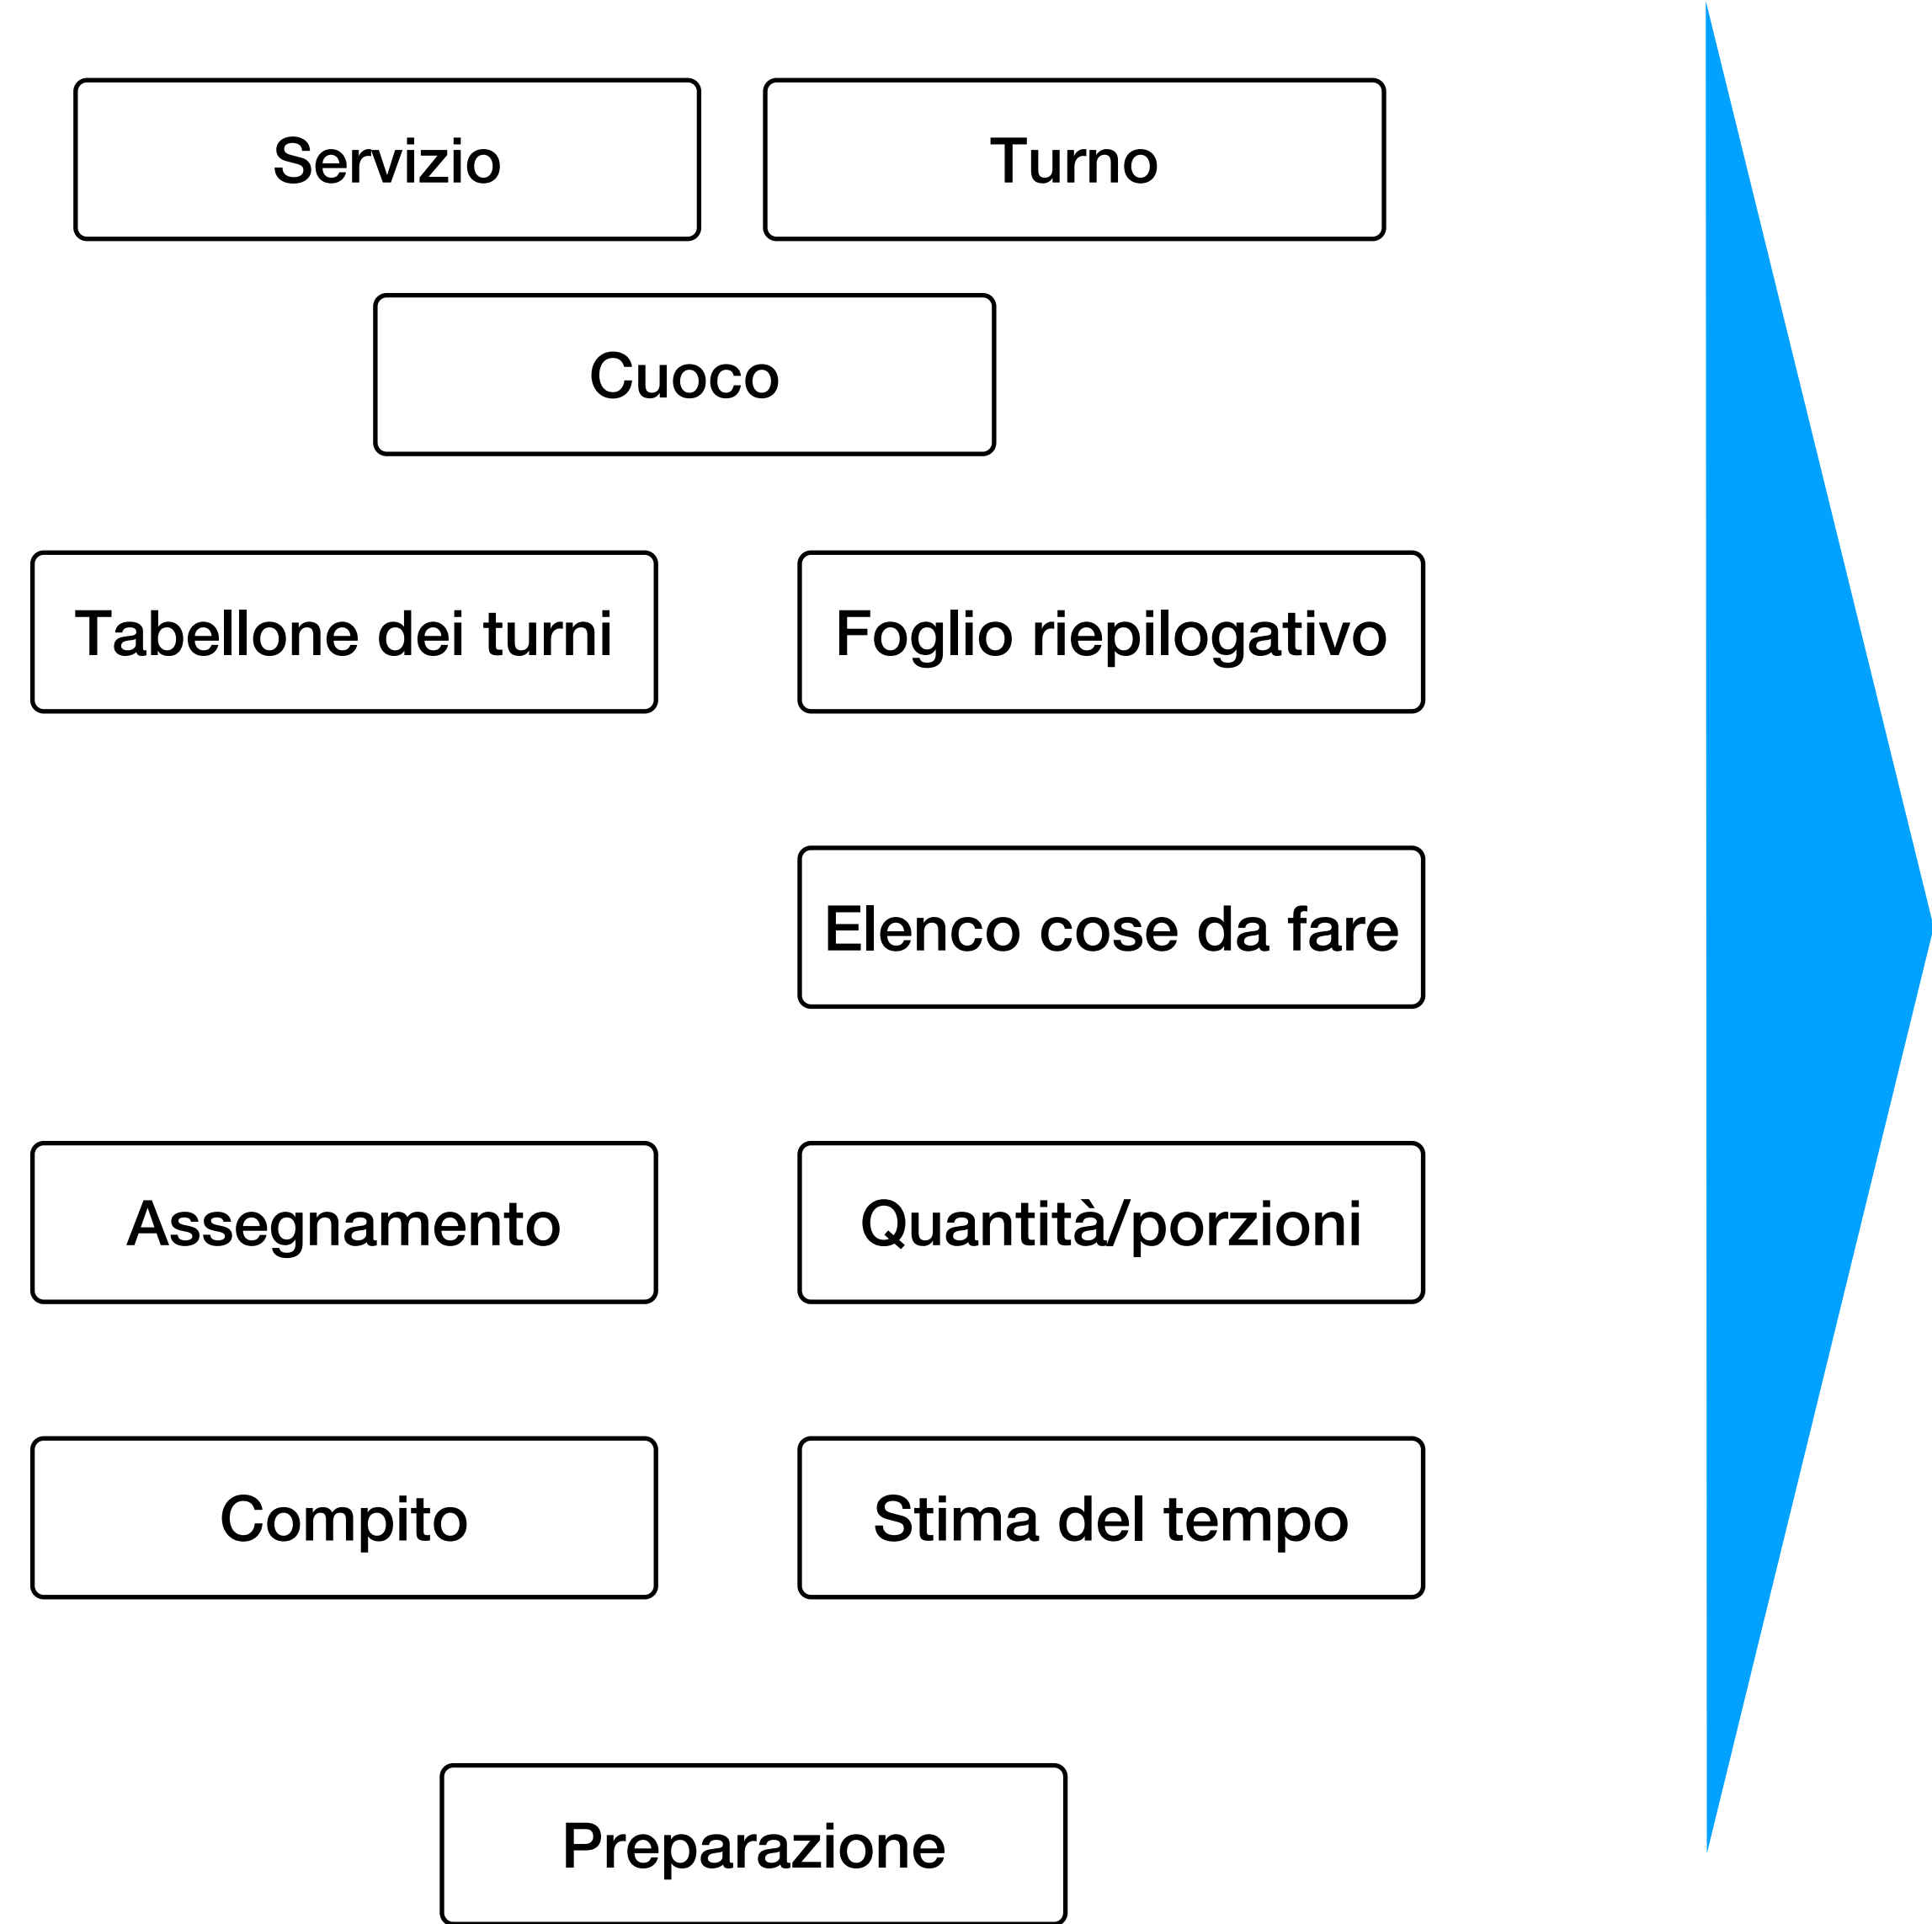 Servizio
Turno
Cuoco
Tabellone dei turni
Foglio riepilogativo
Elenco cose da fare
Assegnamento
Quantità/porzioni
Compito
Stima del tempo
Preparazione